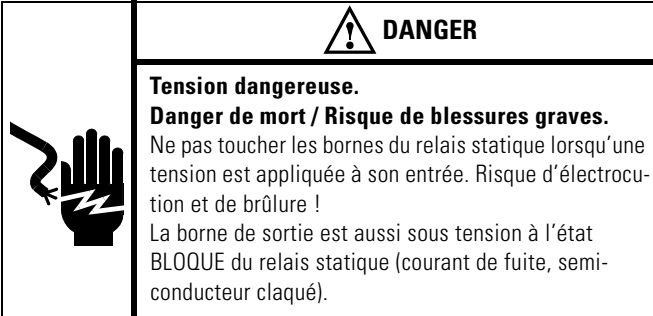 DANGER
Tension dangereuse.
Danger de mort / Risque de blessures graves.
Ne pas toucher les bornes du relais statique lorsqu'une
tension est appliquée à son entrée. Risque d'électrocu-
tion et de brûlure !
La borne de sortie est aussi sous tension à l'état
BLOQUE du relais statique (courant de fuite, semi-
conducteur claqué).